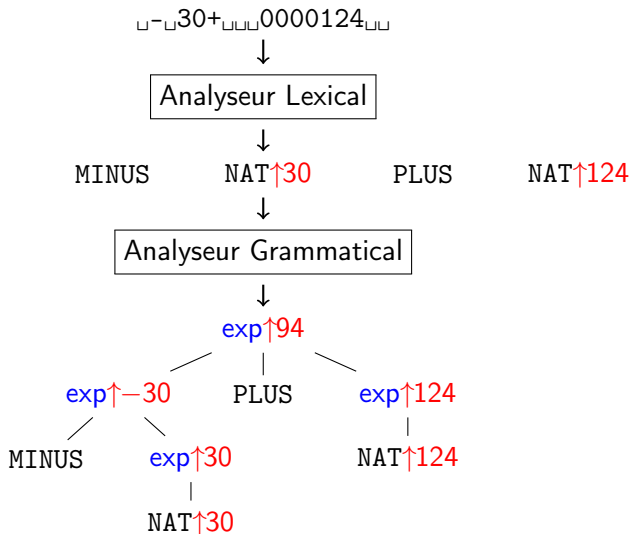 ␣-␣30+␣␣␣0000124␣␣
Analyseur Lexical
MINUS NAT↑30 PLUS NAT↑124
Analyseur Grammatical
exp↑94
exp↑−30 PLUS exp↑124
MINUS exp↑30 NAT↑124
NAT↑30